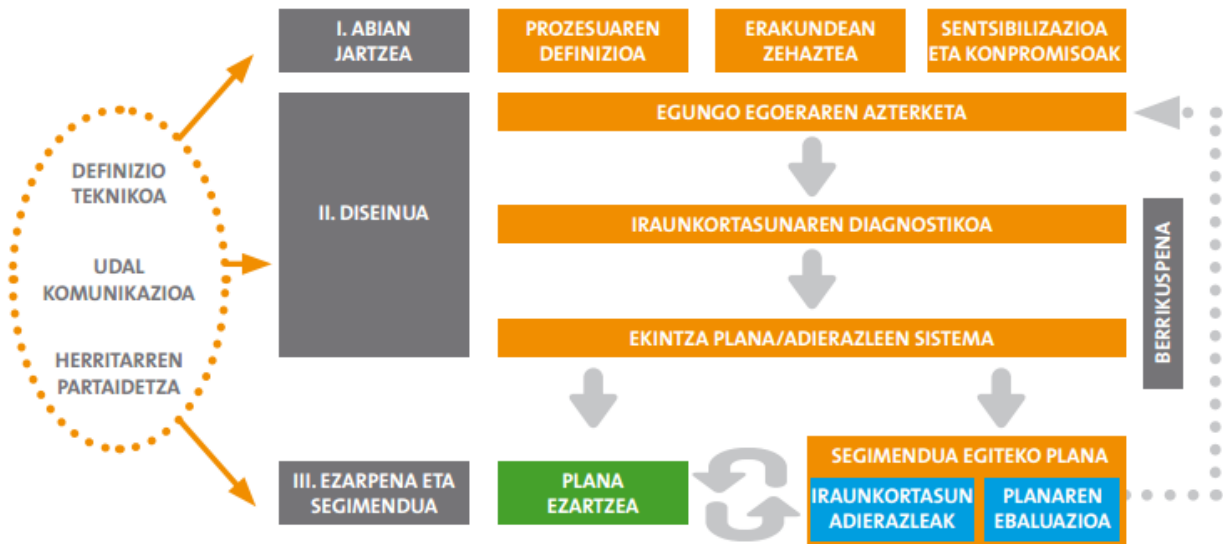 I. ABIAN
JARTZEA
PROZESUAREN
DEFINIZIOA
ERAKUNDEAN
ZEHAZTEA
SENTSIBILIZAZIOA
ETA KONPROMISOAK
DEFINIZIO
TEKNIKOA
UDAL
KOMUNIKAZIOA
HERRITARREN
PARTAIDETZA
II. DISEINUA
EGUNGO EGOERAREN AZTERKETA
IRAUNKORTASUNAREN DIAGNOSTIKOA
EKINTZA PLANA/ADIERAZLEEN SISTEMA
BERRIKUSPENA
III. EZARPENA ETA
SEGIMENDUA
PLANA
EZARTZEA
SEGIMENDUA EGITEKO PLANA
IRAUNKORTASUN
ADIERAZLEAK
PLANAREN
EBALUAZIOA